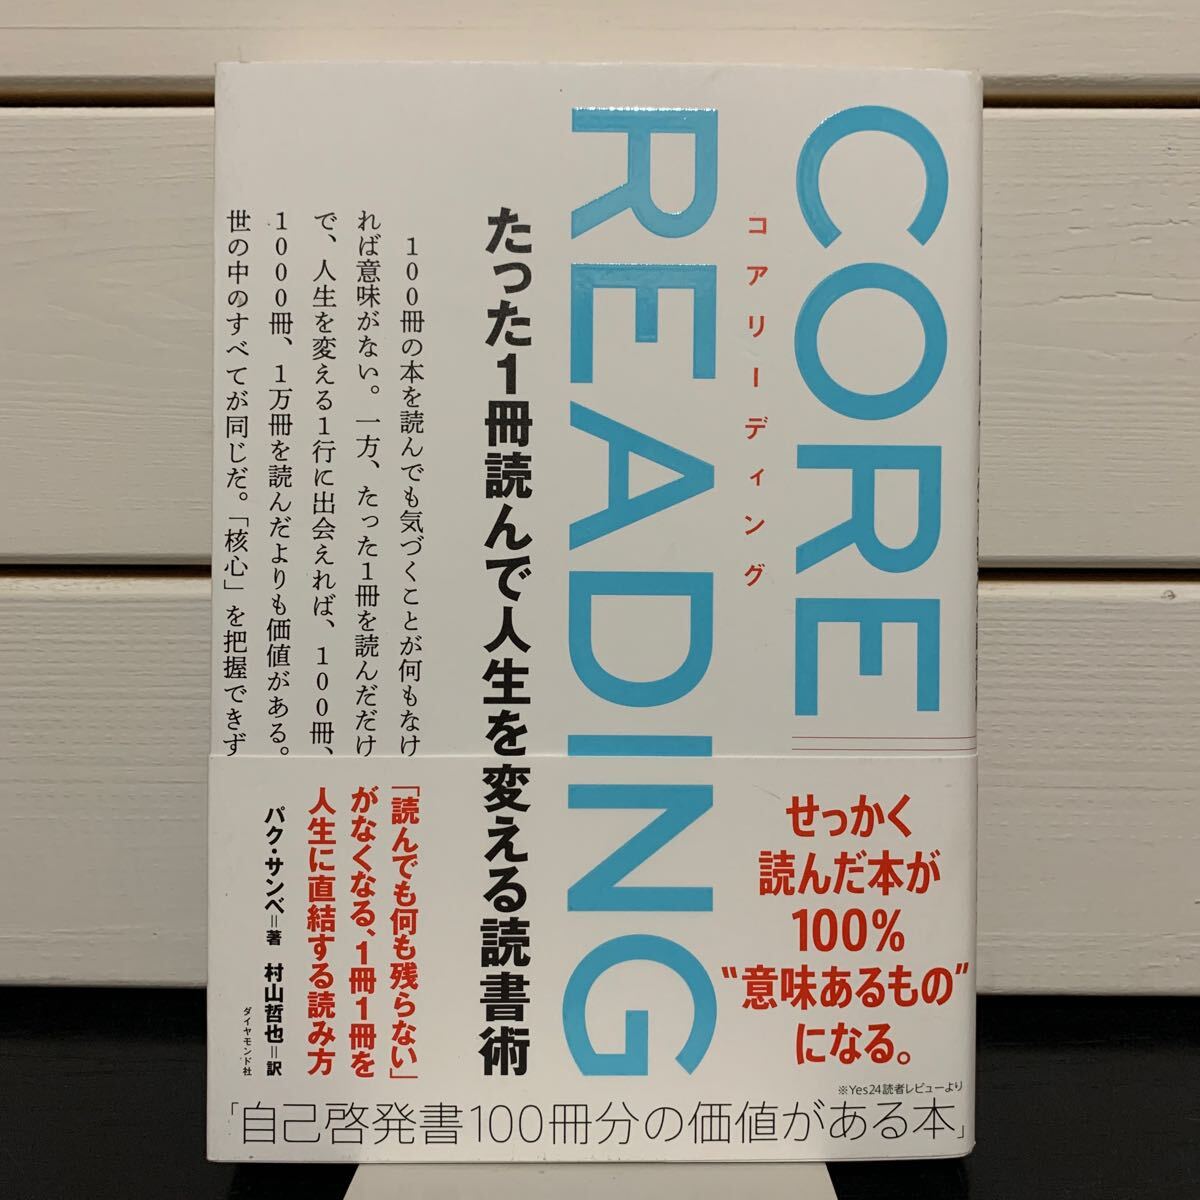 CORE
コアリーディング
READING
たった1冊読んで人生を変える読書術
100冊の本を読んでも気づくことが何もなけ
れば意味がない。一方、たった1冊を読んだだけ
で、人生を変える1行に出会えれば、100冊、
1000冊、1万冊を読んだよりも価値がある。
世の中のすべてが同じだ。「核心」を把握できず
せっかく
読んだ本が
100%
“意味あるもの”
になる。
「読んでも何も残らない」
がなくなる、1冊1冊を
人生に直結する読み方
パク・サンベ=著 村山哲也=訳
ダイヤモンド社
※Yes24読者レビューより
「自己啓発書100冊分の価値がある本」